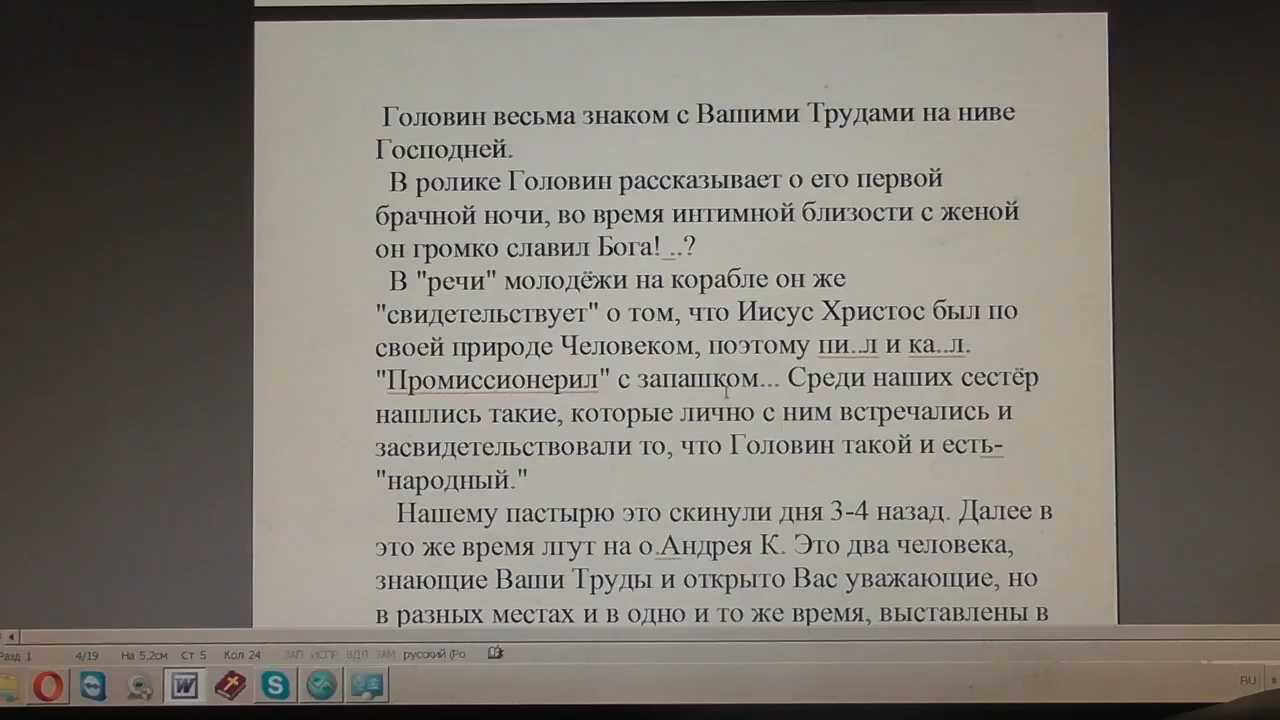 Головин весьма знаком с Вашими Трудами на ниве
Господней.
В ролике Головин рассказывает о его первой
брачной ночи, во время интимной близости с женой
он громко славил Бога! ..?
В "речи" молодёжи на корабле он же
"свидетельствует" о том, что Иисус Христос был по
своей природе Человеком, поэтому пи..л и ка..л.
"Промиссионерил" с запашком... Среди наших сестёр
нашлись такие, которые лично с ним встречались и
засвидетельствовали то, что Головин такой и есть-
"народный."
Нашему пастырю это скинули дня 3-4 назад. Далее в
это же время лгут на о.Андрея К. Это два человека,
знающие Ваши Труды и открыто Вас уважающие, но
в разных местах и в одно и то же время, выставлены в
Разд 1 4/19 На 5,2см Ст 5 Кол 24 ЗАП ИСПР ВДЛ ЗАМ русский (Ро
RU